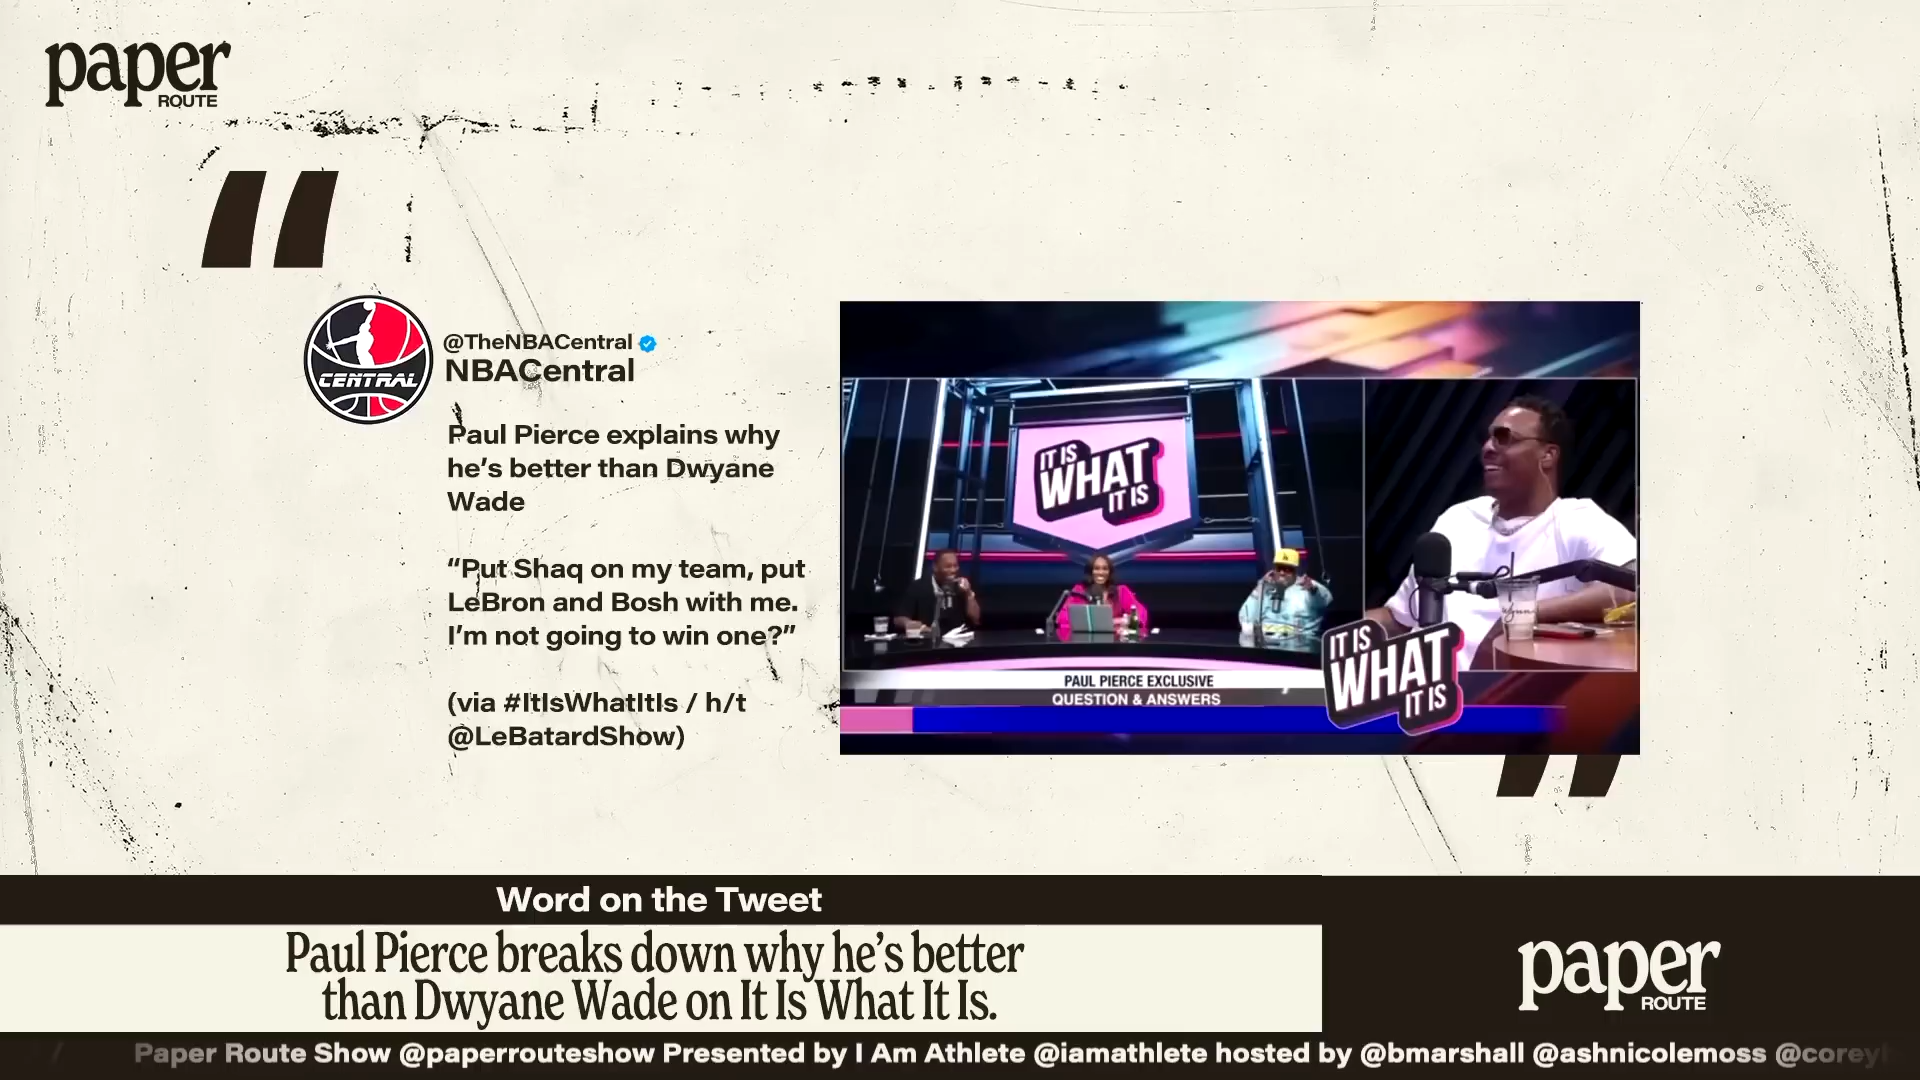 paper
ROUTE
“
CENTRAL
@TheNBACentral
NBACentral
Paul Pierce explains why
he’s better than Dwyane
Wade
“Put Shaq on my team, put
LeBron and Bosh with me.
I’m not going to win one?”
(via #ItIsWhatItIs / h/t
@LeBatardShow)
IT IS
WHAT
IT IS
PAUL PIERCE EXCLUSIVE
QUESTION & ANSWERS
IT IS
WHAT
IT IS
”
Word on the Tweet
Paul Pierce breaks down why he’s better
than Dwyane Wade on It Is What It Is.
paper
ROUTE
Paper Route Show @paperrouteshow Presented by I Am Athlete @iamathlete hosted by @bmarshall @ashnicolemoss